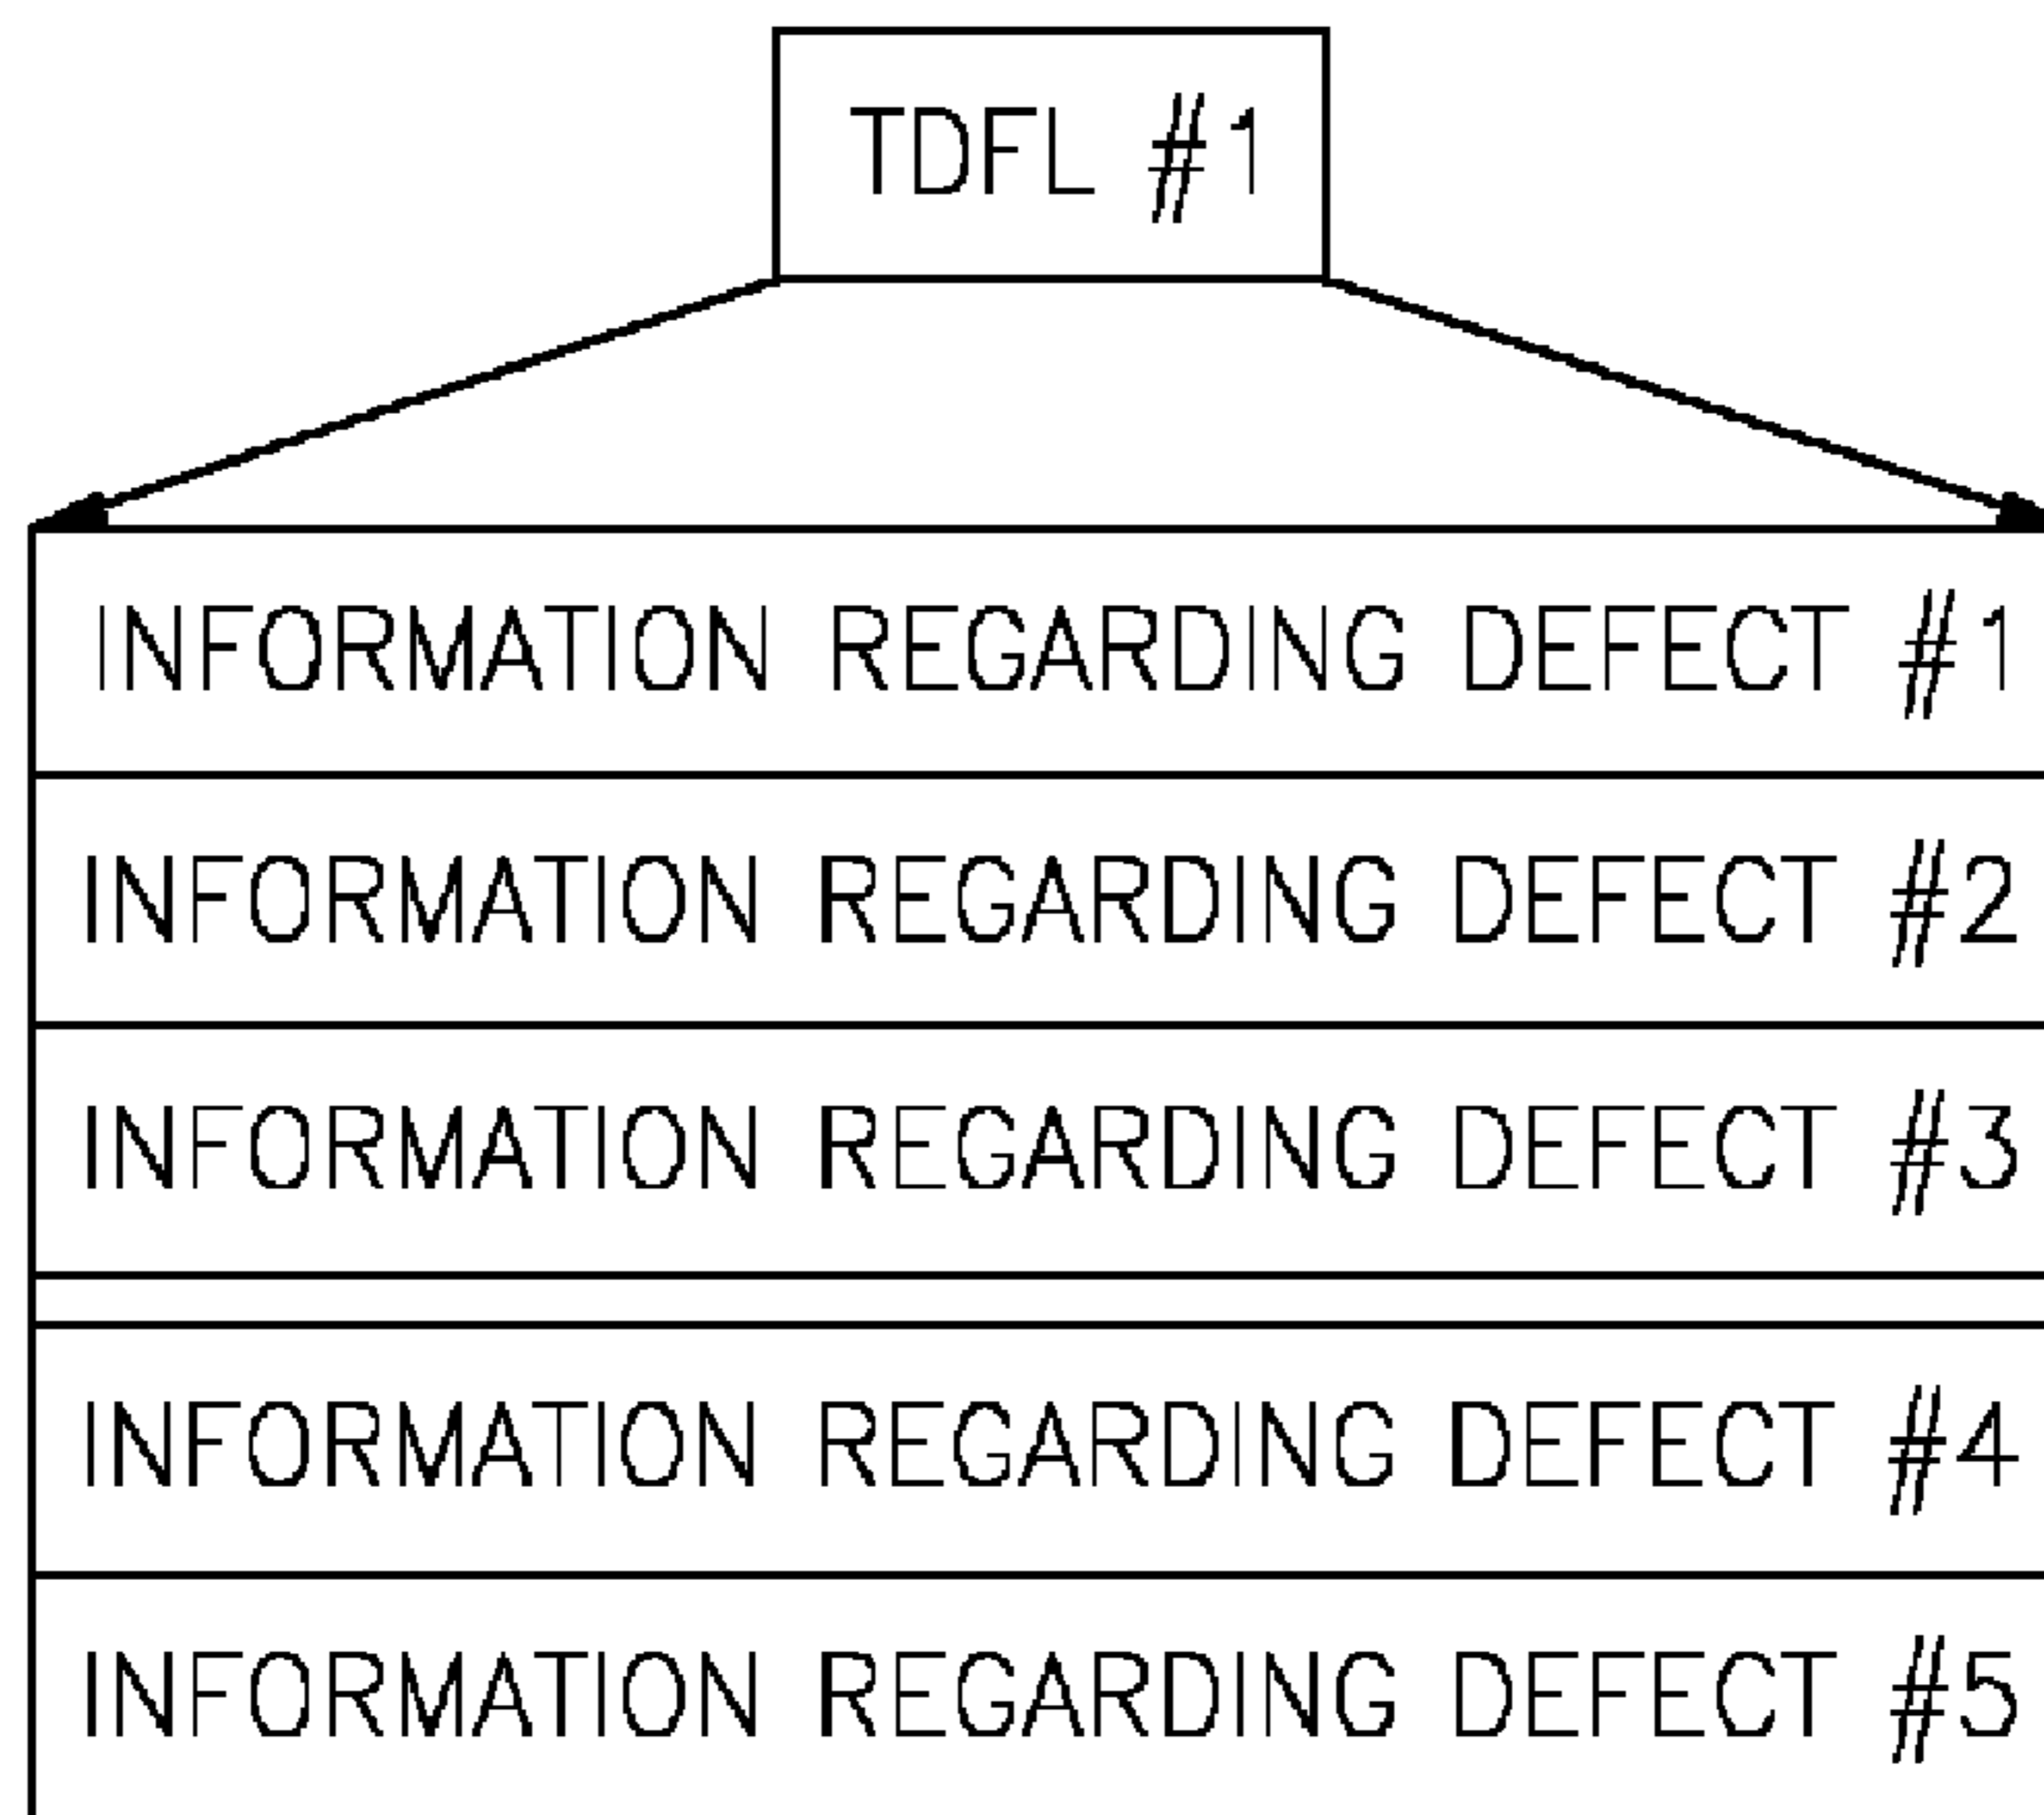 TDFL #1
INFORMATION REGARDING DEFECT #1
INFORMATION REGARDING DEFECT #2
INFORMATION REGARDING DEFECT #3
INFORMATION REGARDING DEFECT #4
INFORMATION REGARDING DEFECT #5